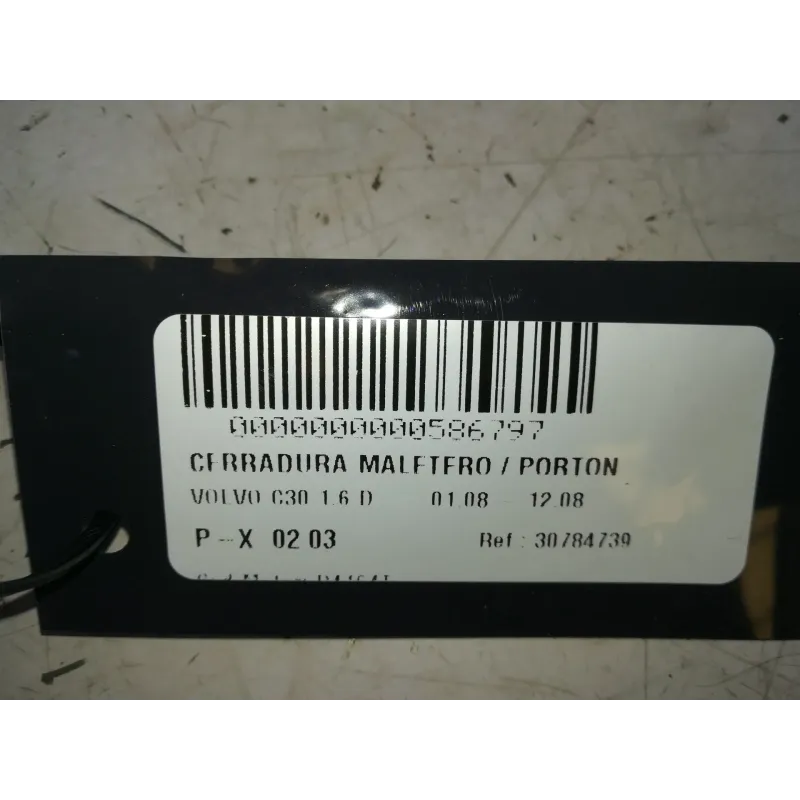 0000000000586797
CERRADURA MALETERO / PORTON
VOLVO C30 1.6 D 01.08 - 12.08
P--X 02 03 Ref : 30784739